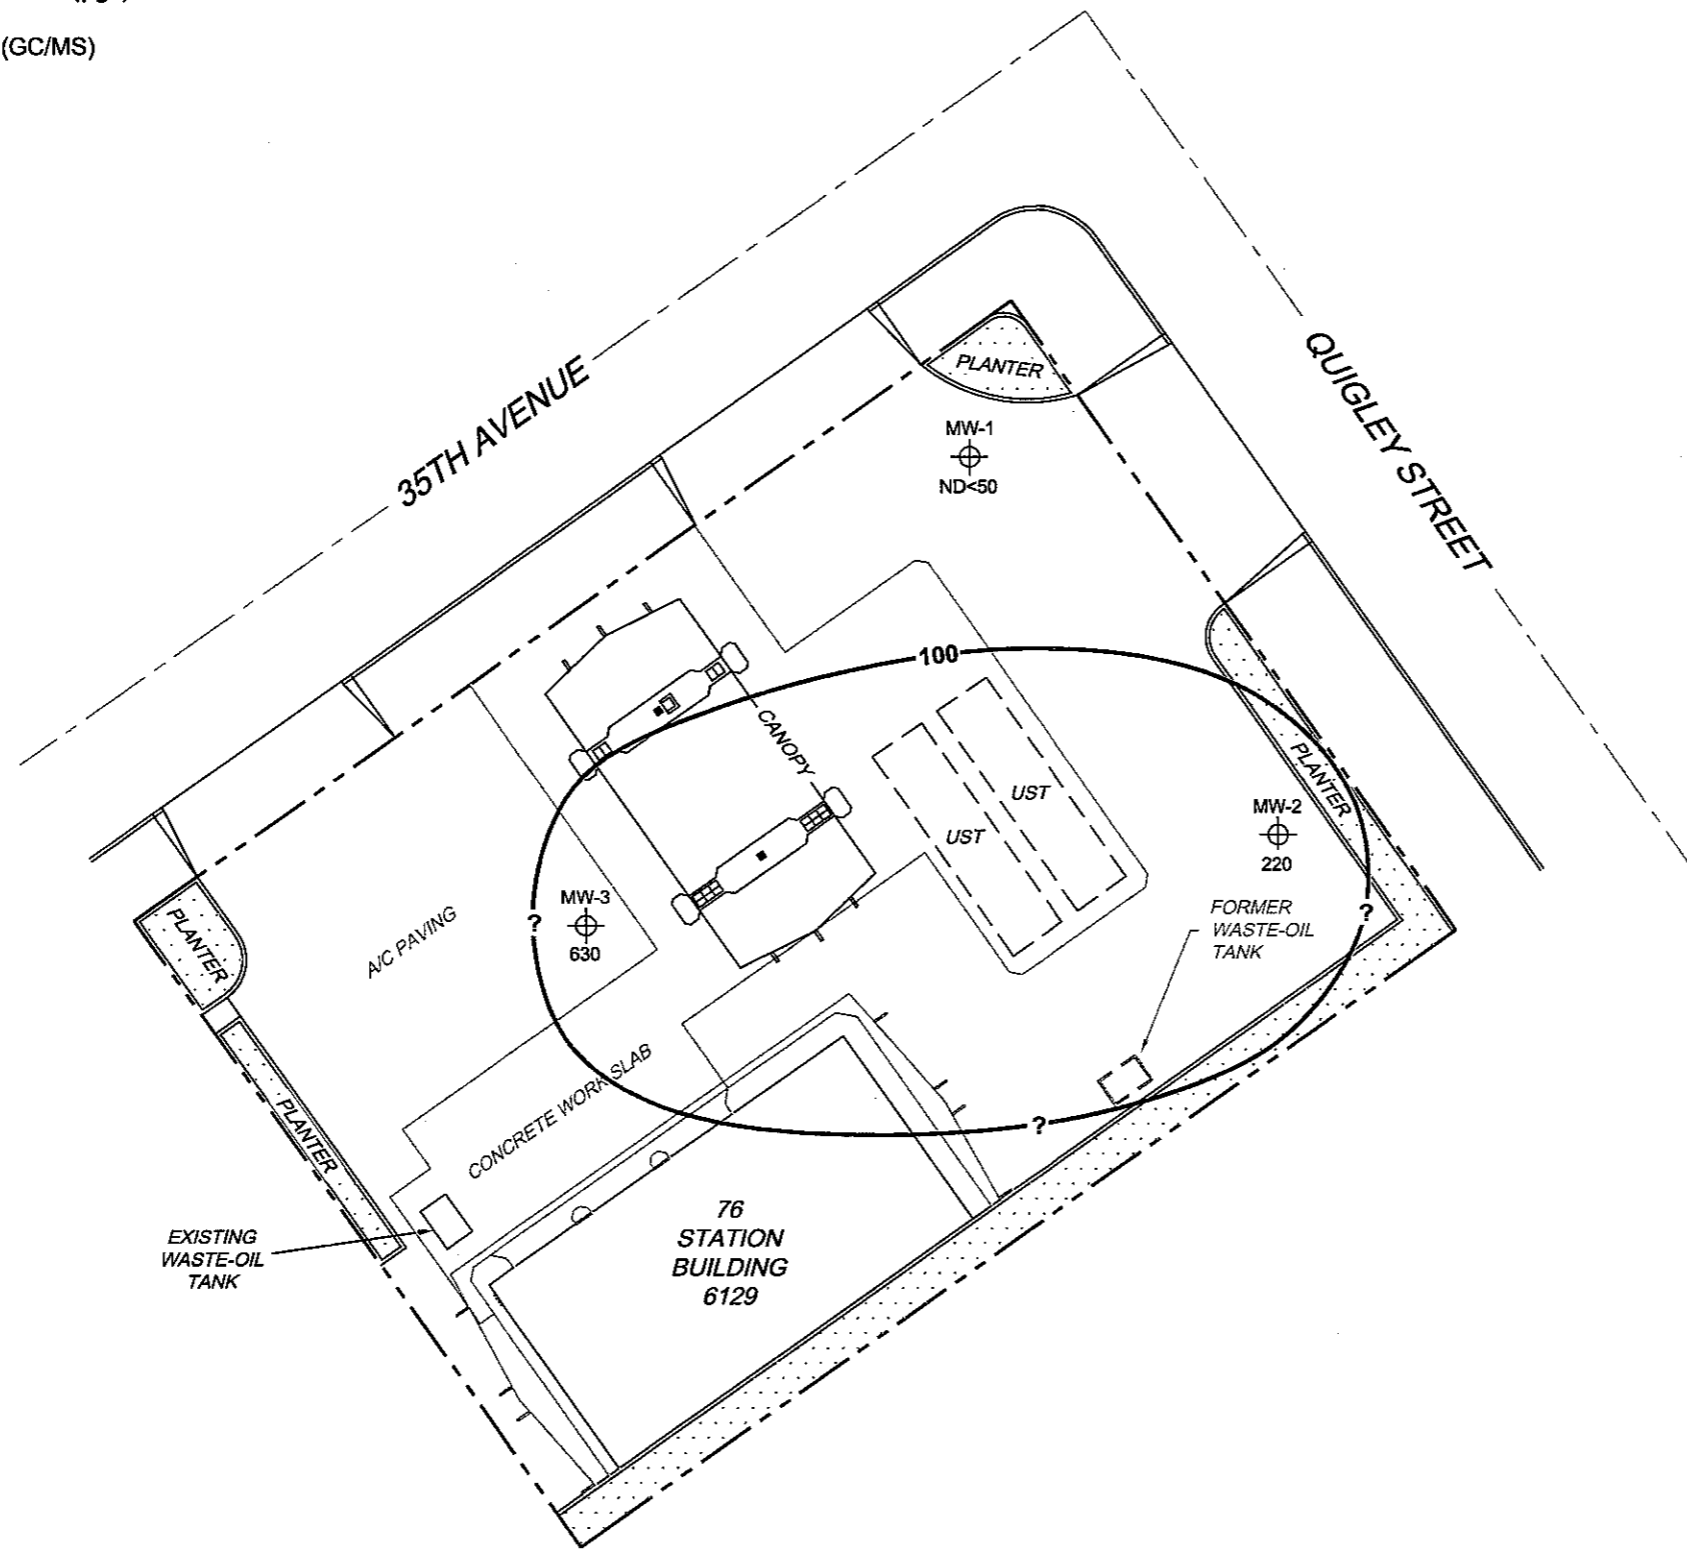 (GC/MS)
35TH AVENUE
QUIGLEY STREET
PLANTER
MW-1
ND<50
100
CANOPY
UST
UST
PLANTER
MW-2
220
?
FORMER
WASTE-OIL
TANK
MW-3
630
?
A/C PAVING
PLANTER
PLANTER
CONCRETE WORK SLAB
?
EXISTING
WASTE-OIL
TANK
76
STATION
BUILDING
6129